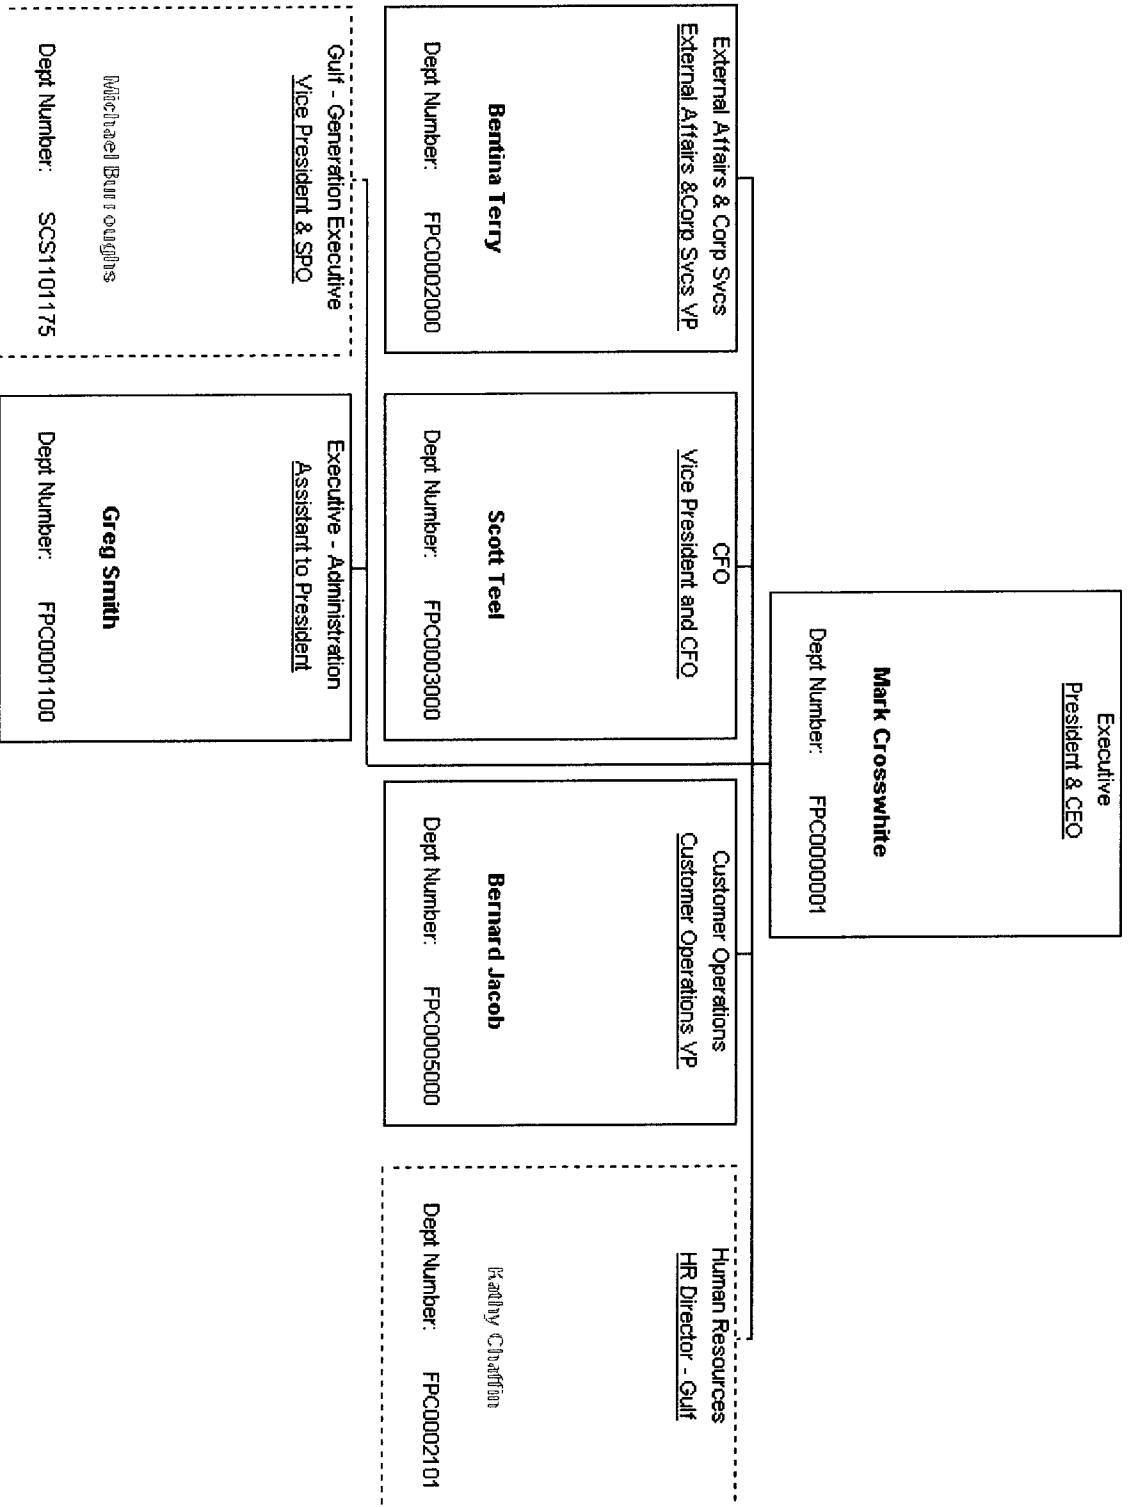 Executive
President & CEO
Mark Crosswhite
Dept Number: FPC0000001
External Affairs & Corp Svcs
External Affairs &Corp Sycs VP
Bentina Terry
Dept Number: FPC0002000
CFO
Vice President and CFO
Scott Teel
Dept Number: FPC0003000
Customer Operations
Customer Operations VP
Bernard Jacob
Dept Number: FPC0005000
Human Resources
HR Director - Gulf
Kathy Chaffin
Dept Number: FPC0002101
Gulf - Generation Executive
Vice President & SPO
Michael Burroughs
Dept Number: SCS1101175
Executive - Administration
Assistant to President
Greg Smith
Dept Number: FPC0001100